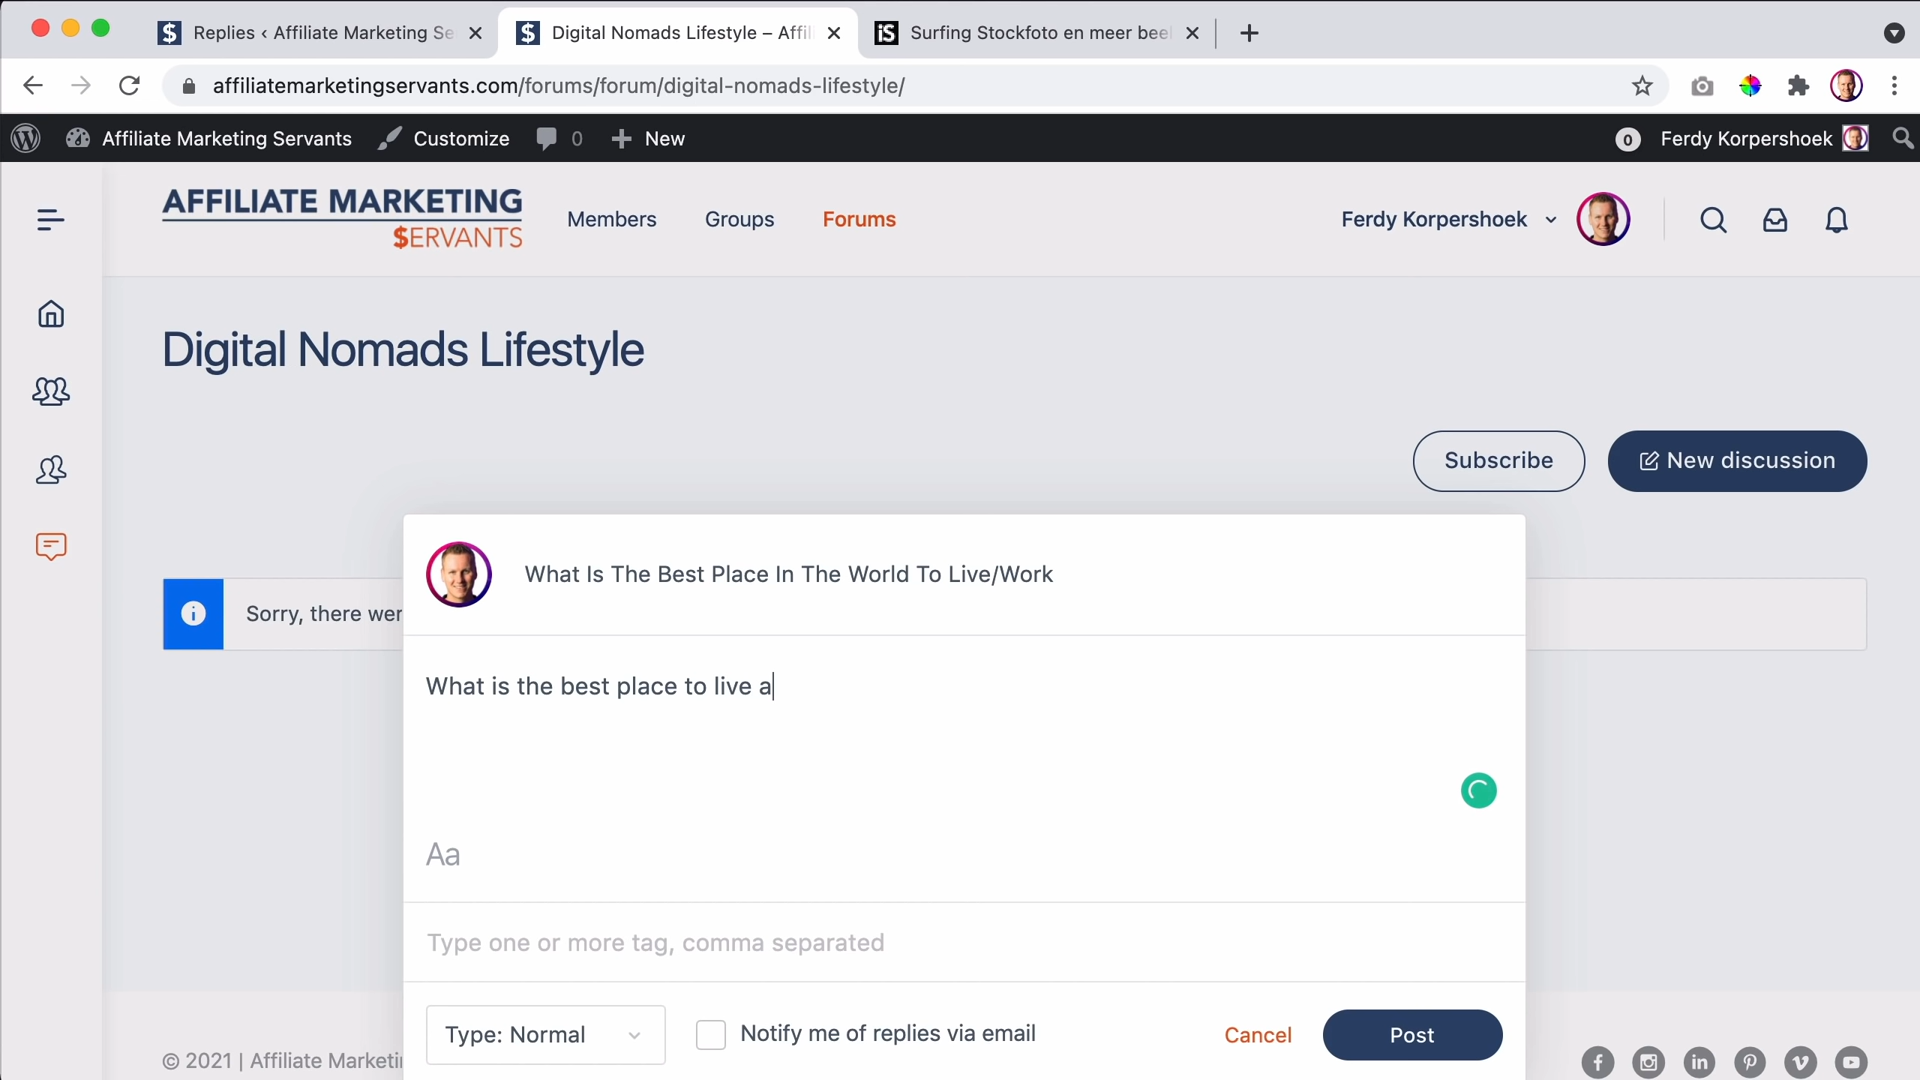 Replies ‹ Affiliate Marketing Se
Digital Nomads Lifestyle – Affil
iS Surfing Stockfoto en meer beel
affiliatemarketingservants.com/forums/forum/digital-nomads-lifestyle/
Affiliate Marketing Servants
Customize
0
New
0
Ferdy Korpershoek
AFFILIATE MARKETING
$ERVANTS
Members
Groups
Forums
Ferdy Korpershoek
Digital Nomads Lifestyle
Subscribe
New discussion
What Is The Best Place In The World To Live/Work
Sorry, there wer
What is the best place to live a
Aa
Type one or more tag, comma separated
Type: Normal
Notify me of replies via email
Cancel
Post
© 2021 | Affiliate Marketi